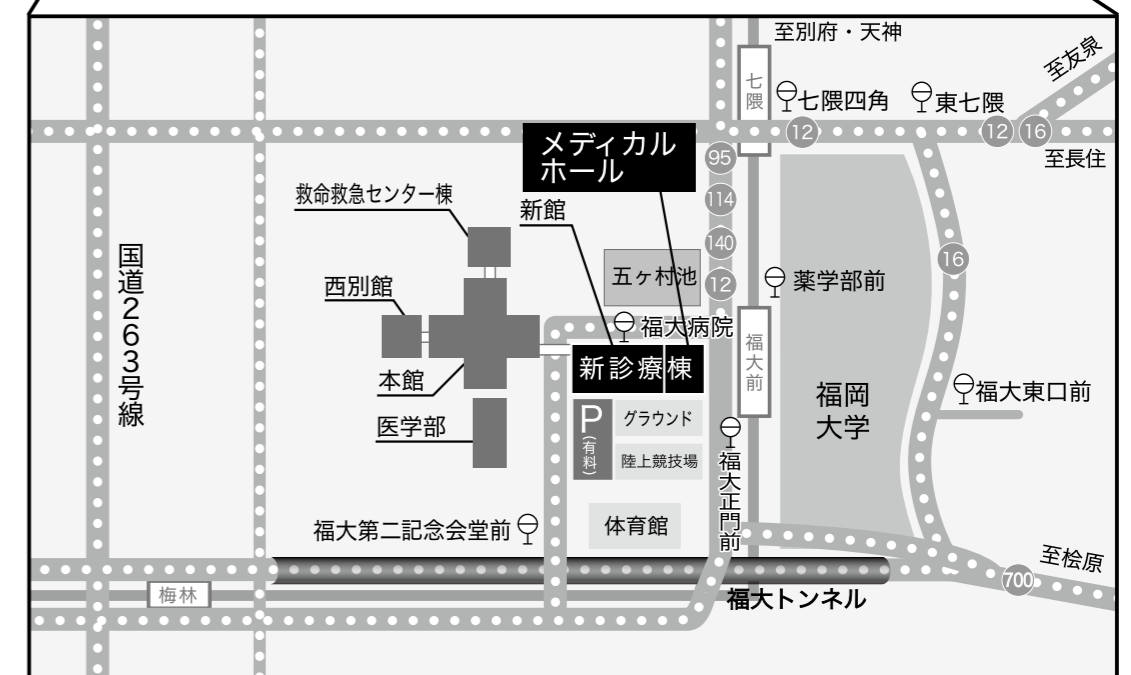 至別府・天神
至友泉
七隈
七隈四角
東七隈
12
12
16
至長住
メディカル
ホール
95
救命救急センター棟
新館
114
140
国道263号線
16
西別館
五ヶ村池
12
薬学部前
福大病院
福大前
新診療棟
本館
福岡
大学
福大東口前
P
(有料)
グラウンド
医学部
陸上競技場
福大正門前
福大第二記念会堂前
体育館
至桧原
700
梅林
福大トンネル